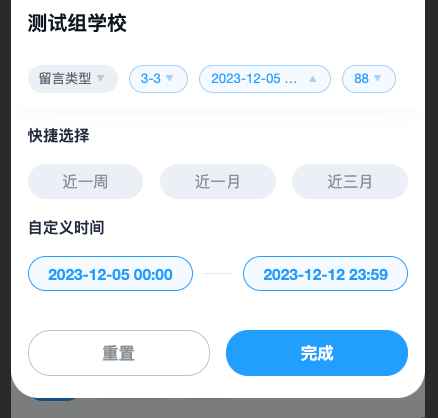 测试组学校
留言类型 3-3 2023-12-05 ... 88
快捷选择
近一周 近一月 近三月
自定义时间
2023-12-05 00:00 2023-12-12 23:59
重置 完成